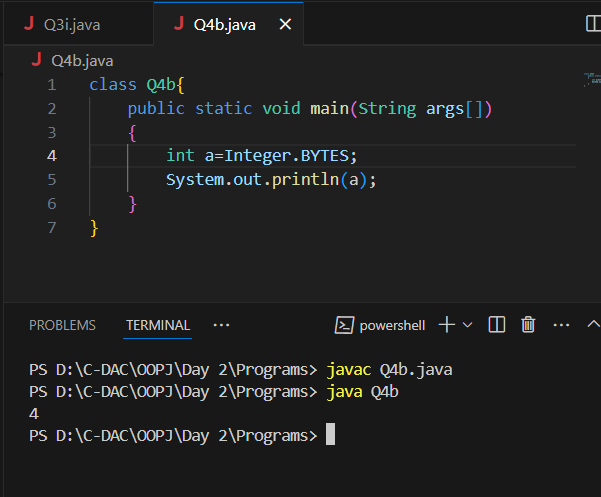 J Q3i.java J Q4b.java ×
J Q4b.java
1 class Q4b{
2 public static void main(String args[])
3 {
4 int a=Integer.BYTES;
5 System.out.println(a);
6 }
7 }
PROBLEMS TERMINAL ··· powershell + ···
PS D:\C-DAC\OOPJ\Day 2\Programs> javac Q4b.java
PS D:\C-DAC\OOPJ\Day 2\Programs> java Q4b
4
PS D:\C-DAC\OOPJ\Day 2\Programs>